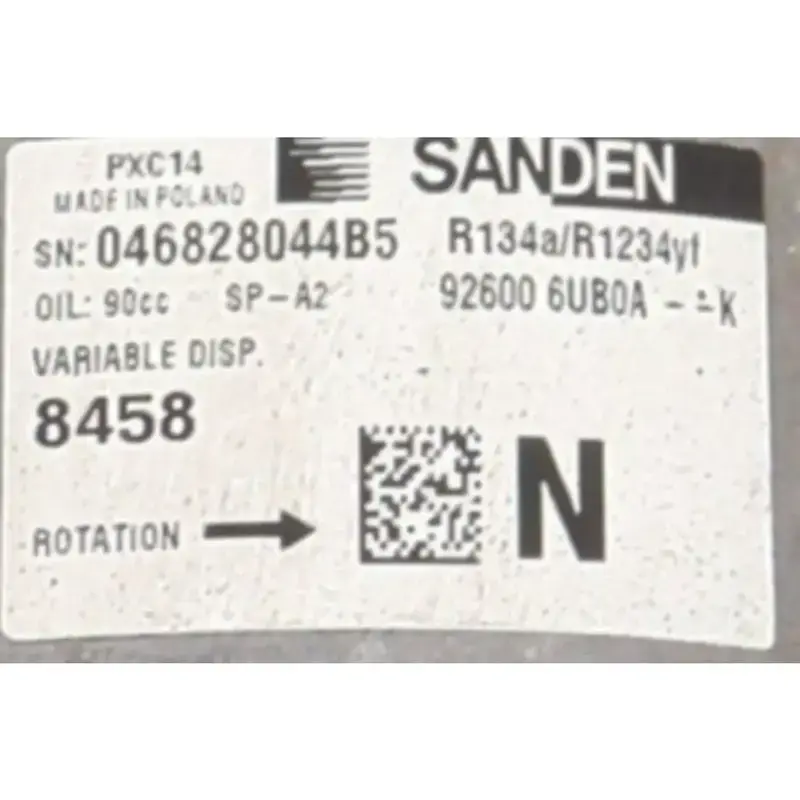 PXC14
SANDEN
MADE IN POLAND
SN: 046828044B5 R134a/R1234yf
OIL: 90cc SP-A2 92600 6UB0A - -K
VARIABLE DISP.
8458
N
ROTATION